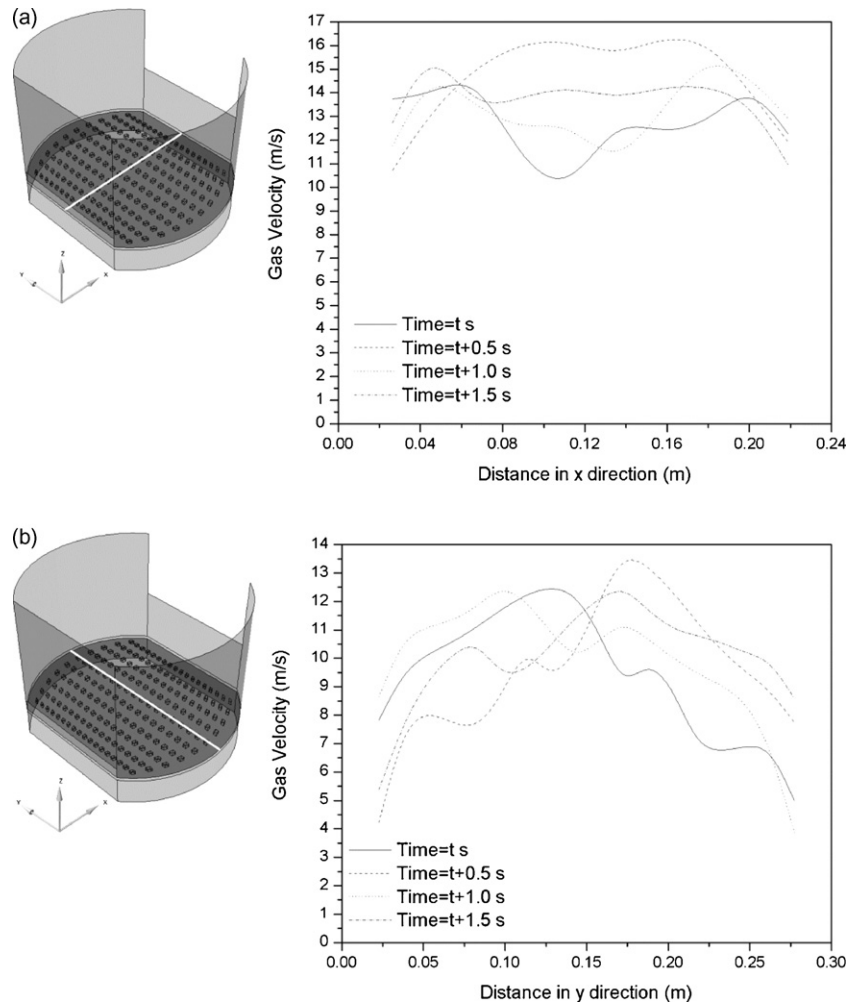 (a)
Z
Y
X
Gas Velocity (m/s)
17
16
15
14
13
12
11
10
9
8
7
6
5
4
3
2
1
0
Time=t s
Time=t+0.5 s
Time=t+1.0 s
Time=t+1.5 s
0.00 0.04 0.08 0.12 0.16 0.20 0.24
Distance in x direction (m)
(b)
Z
Y
X
Gas Velocity (m/s)
14
13
12
11
10
9
8
7
6
5
4
3
2
1
0
Time=t s
Time=t+0.5 s
Time=t+1.0 s
Time=t+1.5 s
0.00 0.05 0.10 0.15 0.20 0.25 0.30
Distance in y direction (m)